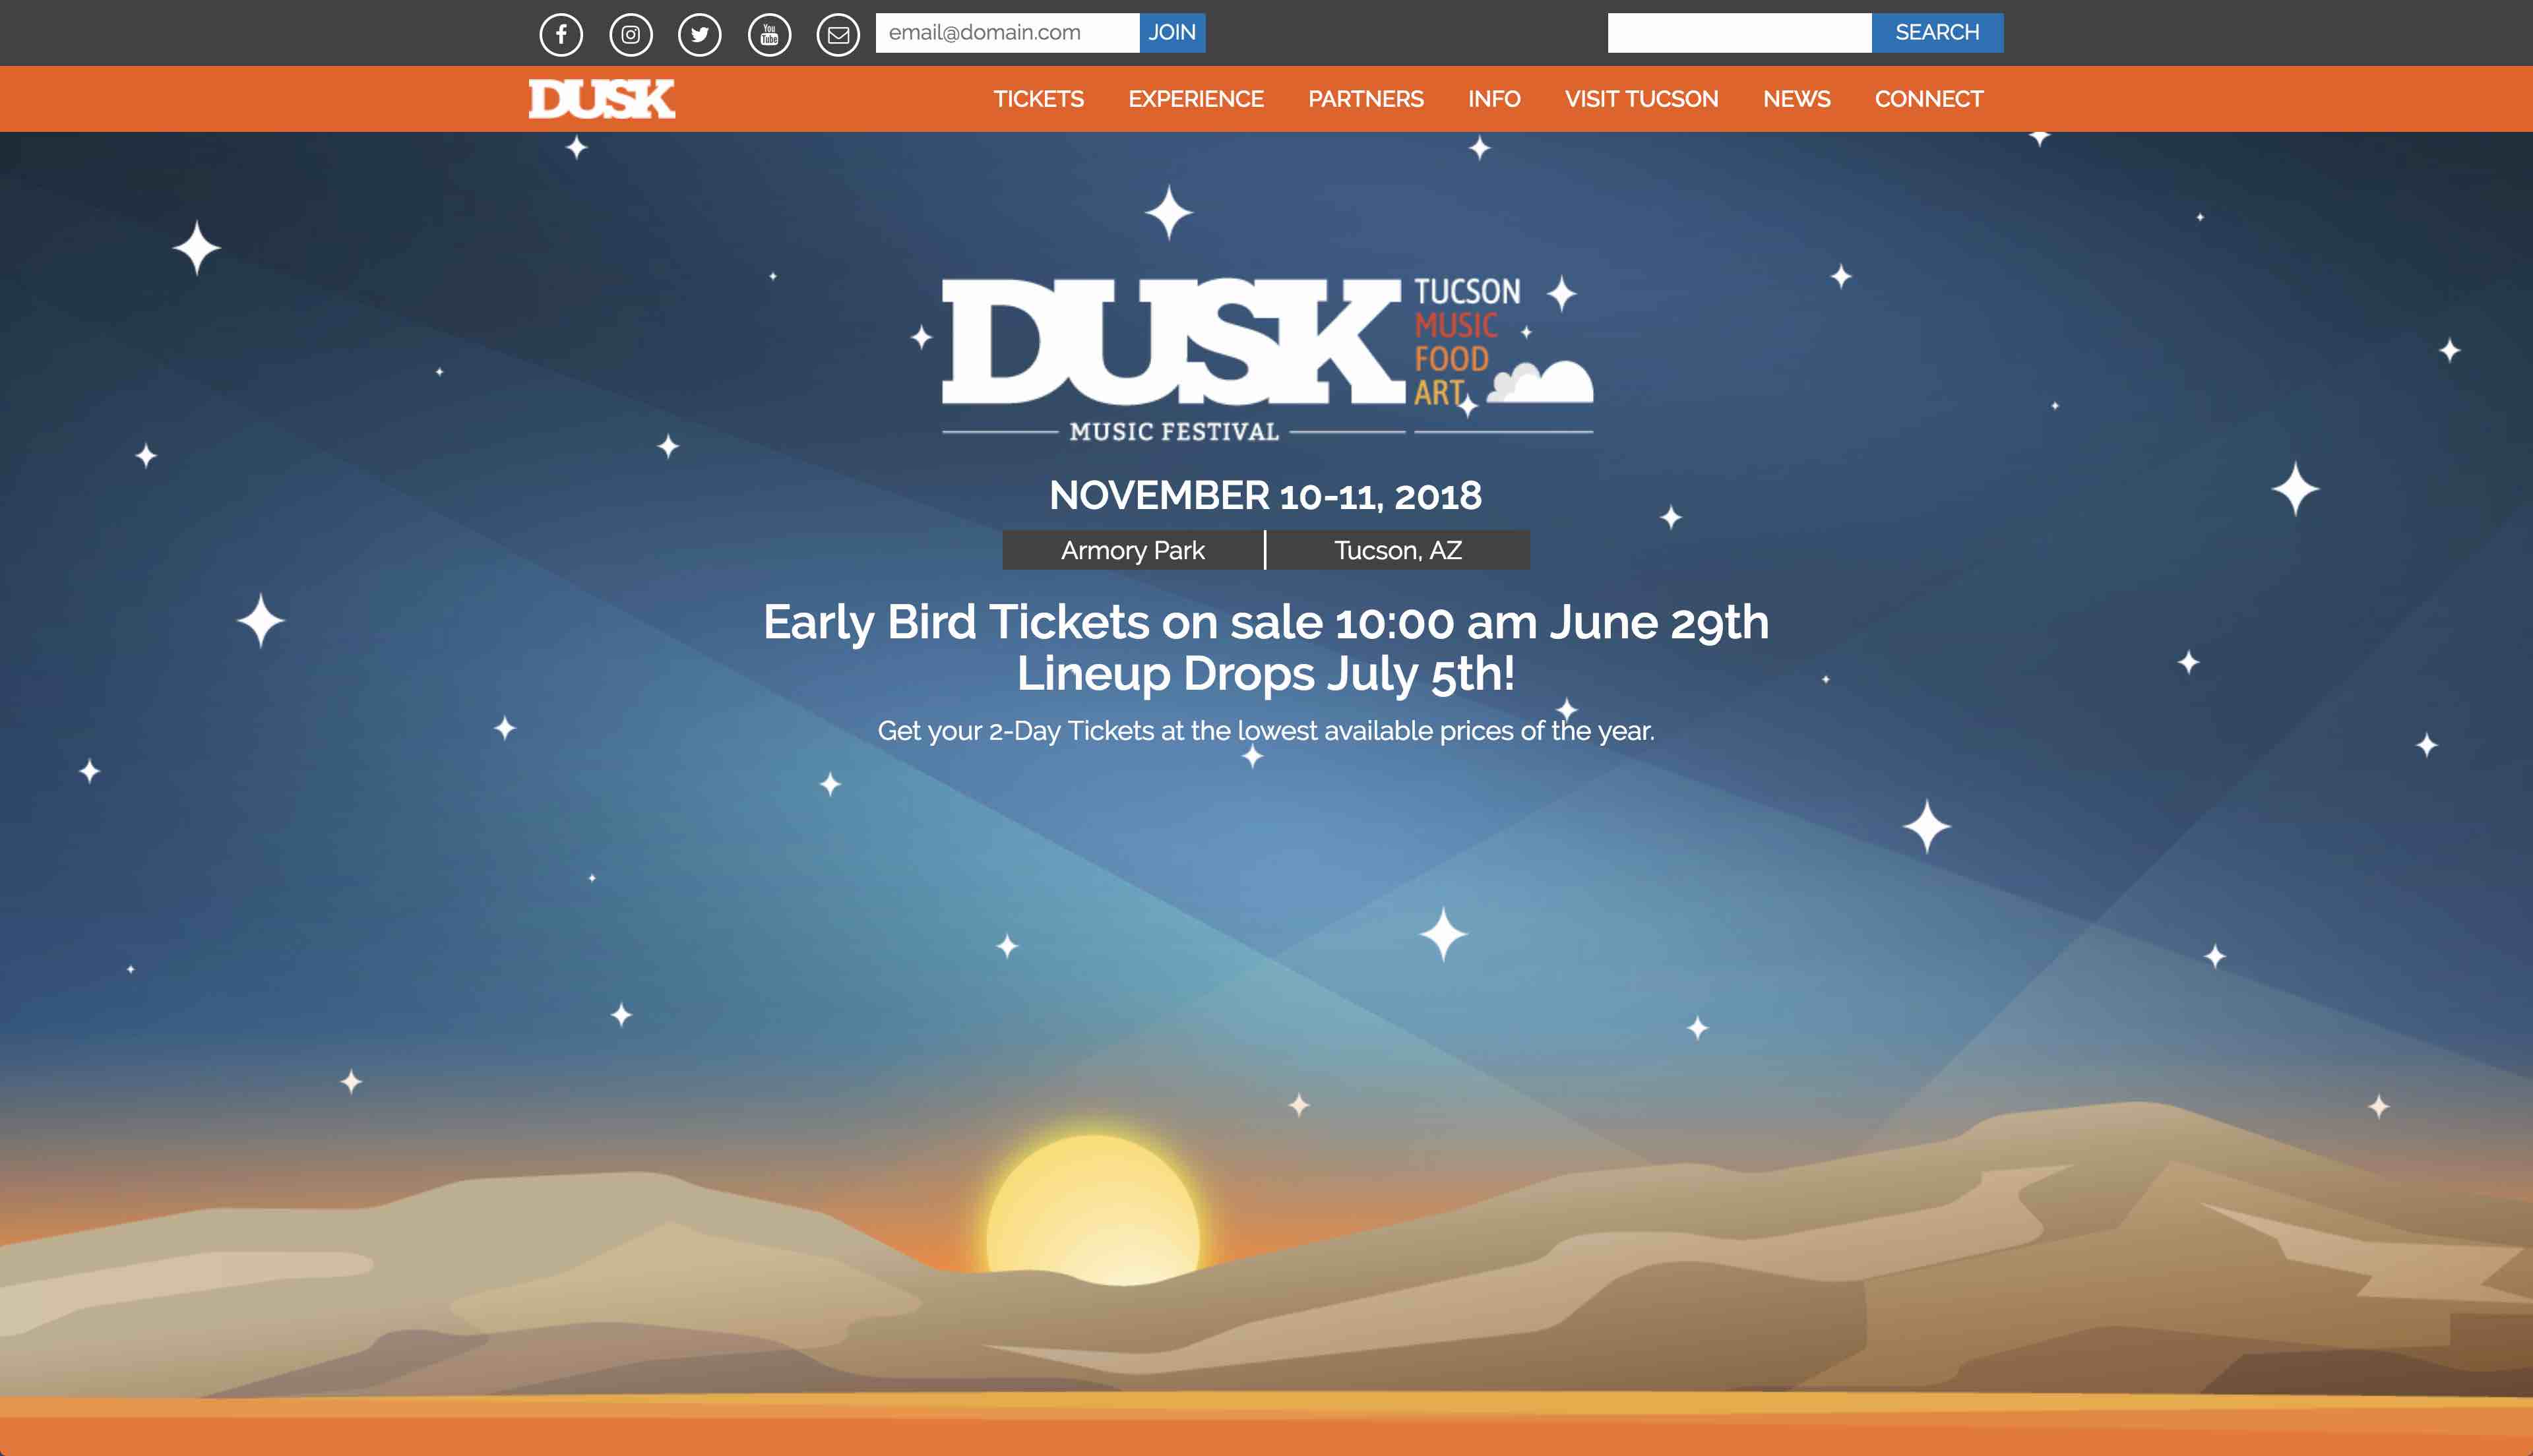 email@domain.com JOIN SEARCH
DUSK TICKETS EXPERIENCE PARTNERS INFO VISIT TUCSON NEWS CONNECT
DUSK
TUCSON
MUSIC
FOOD
ART
MUSIC FESTIVAL
NOVEMBER 10-11, 2018
Armory Park Tucson, AZ
Early Bird Tickets on sale 10:00 am June 29th
Lineup Drops July 5th!
Get your 2-Day Tickets at the lowest available prices of the year.